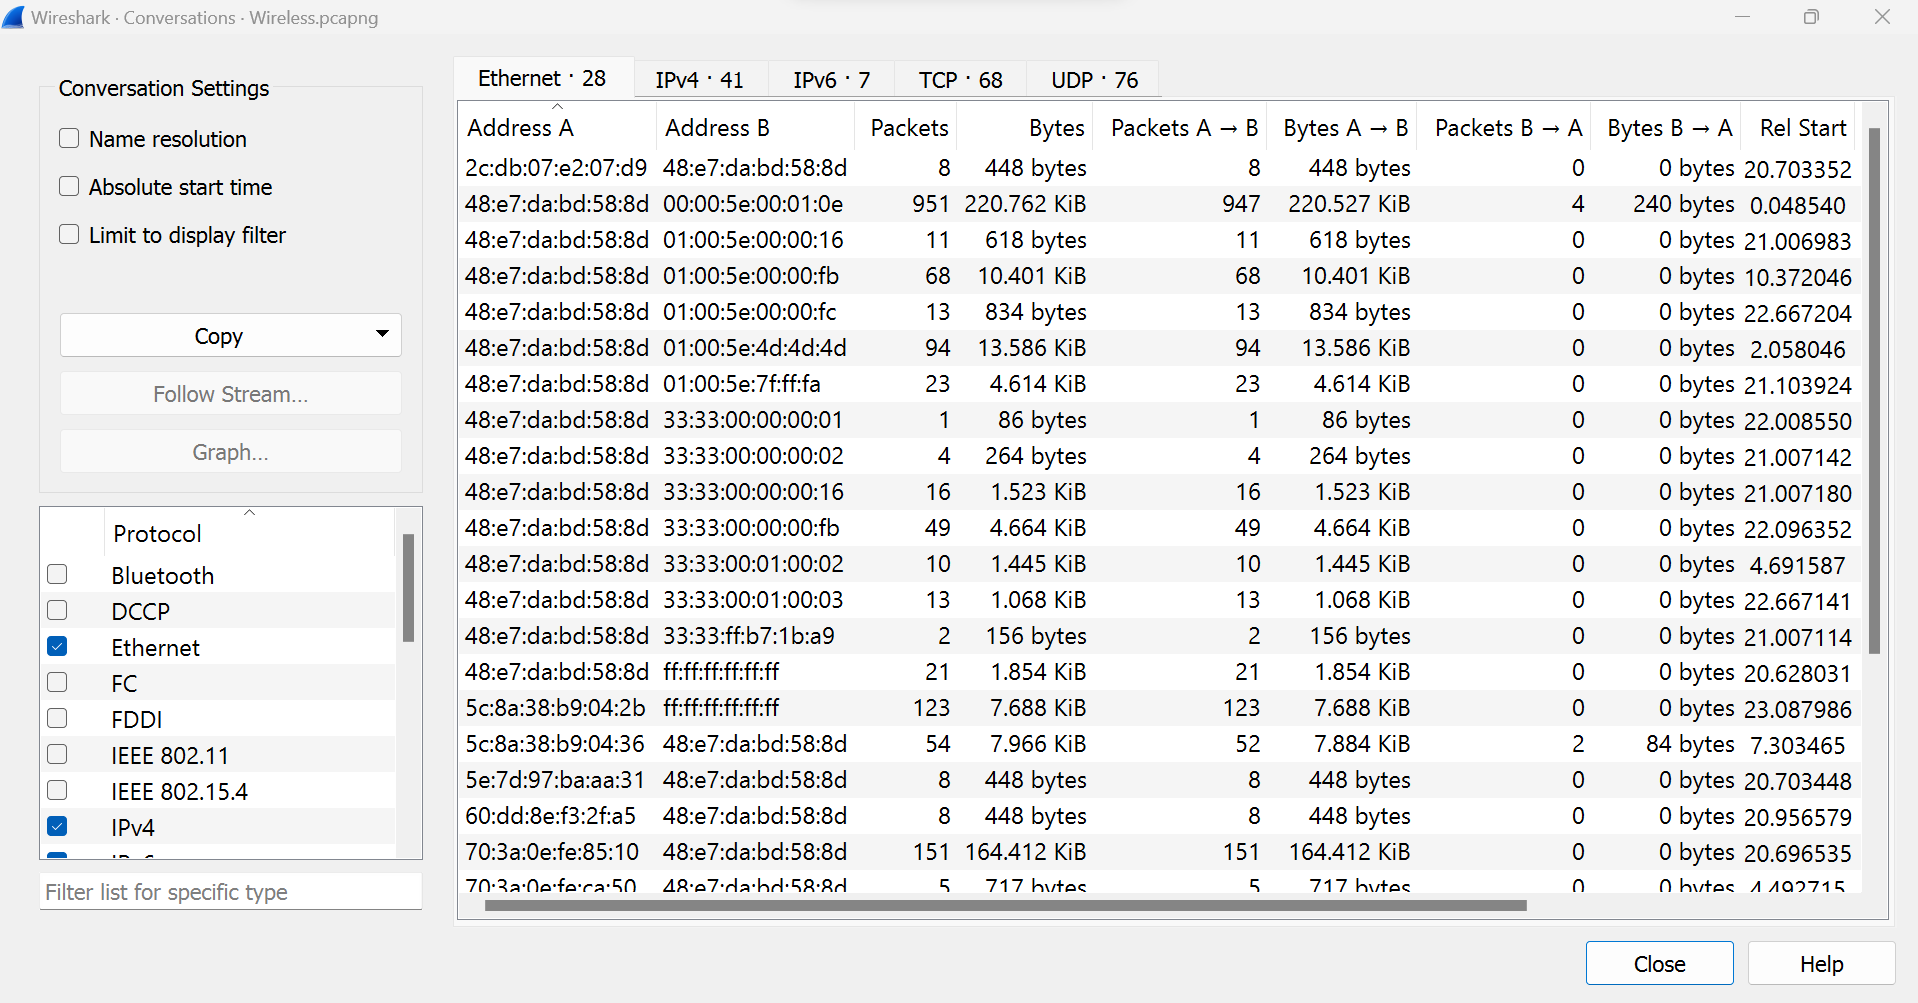 Wireshark · Conversations · Wireless.pcapng
Conversation Settings
Name resolution
Absolute start time
Limit to display filter
Copy
Follow Stream...
Graph...
Protocol
Bluetooth
DCCP
Ethernet
FC
FDDI
IEEE 802.11
IEEE 802.15.4
IPv4
IPv6
Filter list for specific type
Ethernet · 28 IPv4 · 41 IPv6 · 7 TCP · 68 UDP · 76
Address A Address B Packets Bytes Packets A → B Bytes A → B Packets B → A Bytes B → A Rel Start
2c:db:07:e2:07:d9 48:e7:da:bd:58:8d 8 448 bytes 8 448 bytes 0 0 bytes 20.703352
48:e7:da:bd:58:8d 00:00:5e:00:01:0e 951 220.762 KiB 947 220.527 KiB 4 240 bytes 0.048540
48:e7:da:bd:58:8d 01:00:5e:00:00:16 11 618 bytes 11 618 bytes 0 0 bytes 21.006983
48:e7:da:bd:58:8d 01:00:5e:00:00:fb 68 10.401 KiB 68 10.401 KiB 0 0 bytes 10.372046
48:e7:da:bd:58:8d 01:00:5e:00:00:fc 13 834 bytes 13 834 bytes 0 0 bytes 22.667204
48:e7:da:bd:58:8d 01:00:5e:4d:4d:4d 94 13.586 KiB 94 13.586 KiB 0 0 bytes 2.058046
48:e7:da:bd:58:8d 01:00:5e:7f:ff:fa 23 4.614 KiB 23 4.614 KiB 0 0 bytes 21.103924
48:e7:da:bd:58:8d 33:33:00:00:00:01 1 86 bytes 1 86 bytes 0 0 bytes 22.008550
48:e7:da:bd:58:8d 33:33:00:00:00:02 4 264 bytes 4 264 bytes 0 0 bytes 21.007142
48:e7:da:bd:58:8d 33:33:00:00:00:16 16 1.523 KiB 16 1.523 KiB 0 0 bytes 21.007180
48:e7:da:bd:58:8d 33:33:00:00:00:fb 49 4.664 KiB 49 4.664 KiB 0 0 bytes 22.096352
48:e7:da:bd:58:8d 33:33:00:01:00:02 10 1.445 KiB 10 1.445 KiB 0 0 bytes 4.691587
48:e7:da:bd:58:8d 33:33:00:01:00:03 13 1.068 KiB 13 1.068 KiB 0 0 bytes 22.667141
48:e7:da:bd:58:8d 33:33:ff:b7:1b:a9 2 156 bytes 2 156 bytes 0 0 bytes 21.007114
48:e7:da:bd:58:8d ff:ff:ff:ff:ff:ff 21 1.854 KiB 21 1.854 KiB 0 0 bytes 20.628031
5c:8a:38:b9:04:2b ff:ff:ff:ff:ff:ff 123 7.688 KiB 123 7.688 KiB 0 0 bytes 23.087986
5c:8a:38:b9:04:36 48:e7:da:bd:58:8d 54 7.966 KiB 52 7.884 KiB 2 84 bytes 7.303465
5e:7d:97:ba:aa:31 48:e7:da:bd:58:8d 8 448 bytes 8 448 bytes 0 0 bytes 20.703448
60:dd:8e:f3:2f:a5 48:e7:da:bd:58:8d 8 448 bytes 8 448 bytes 0 0 bytes 20.956579
70:3a:0e:fe:85:10 48:e7:da:bd:58:8d 151 164.412 KiB 151 164.412 KiB 0 0 bytes 20.696535
70:3a:0e:fe:ca:50 48:e7:da:bd:58:8d 5 717 bytes 5 717 bytes 0 0 bytes 4.492715
Close Help